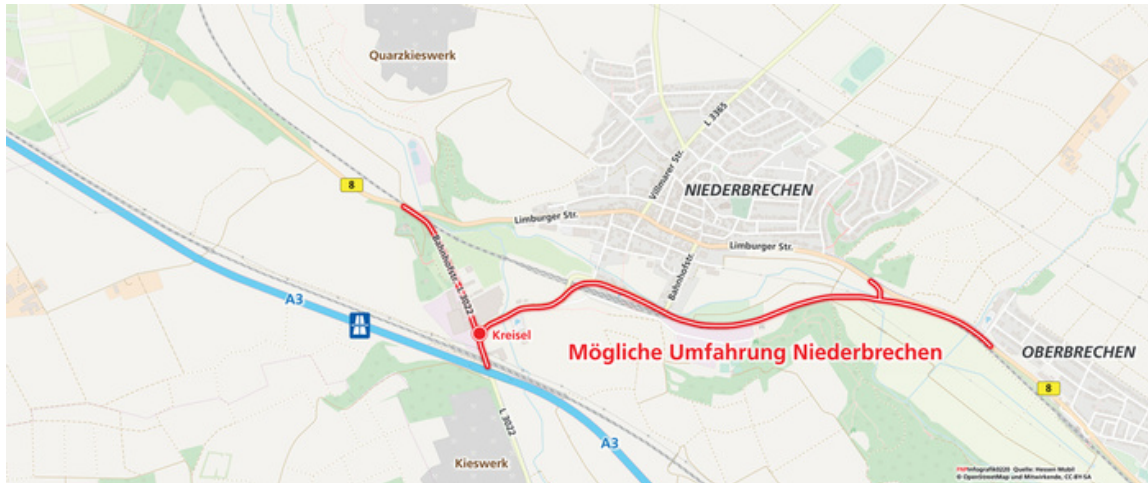 Quarzkieswerk
L 3365
Villmarer Str.
8
NIEDERBRECHEN
Limburger Str.
Limburger Str.
Bahnhofstr.
L 3022
Bahnhofstr.
A3
Kreisel
Mögliche Umfahrung Niederbrechen
OBERBRECHEN
8
L 3022
A3
Kieswerk
FNPInfografik0220 Quelle: Hessen Mobil
© OpenStreetMap und Mitwirkende, CC-BY-SA